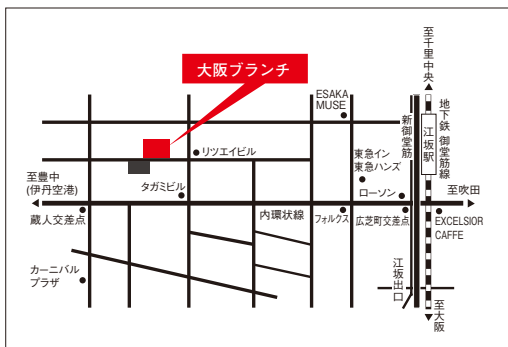 至千里中央
大阪ブランチ
ESAKA
MUSE
新御堂筋
江坂駅
地下鉄 御堂筋線
リツエイビル
東急イン
東急ハンズ
至豊中
(伊丹空港)
タガミビル
ローソン
至吹田
蔵人交差点
内環状線
フォルクス
広芝町交差点
EXCELSIOR
CAFFE
カーニバル
プラザ
江坂出口
至大阪